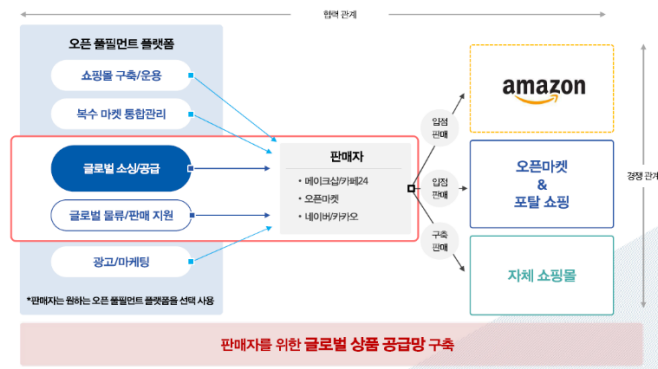 협력 관계
오픈 풀필먼트 플랫폼
쇼핑몰 구축/운용
복수 마켓 통합관리
글로벌 소싱/공급
글로벌 물류/판매 지원
광고/마케팅
*판매자는 원하는 오픈 풀필먼트 플랫폼을 선택 사용
판매자
• 메이크샵/카페24
• 오픈마켓
• 네이버/카카오
입점
판매
입점
판매
구축
판매
amazon
오픈마켓
&
포탈 쇼핑
자체 쇼핑몰
경쟁 관계
판매자를 위한 글로벌 상품 공급망 구축